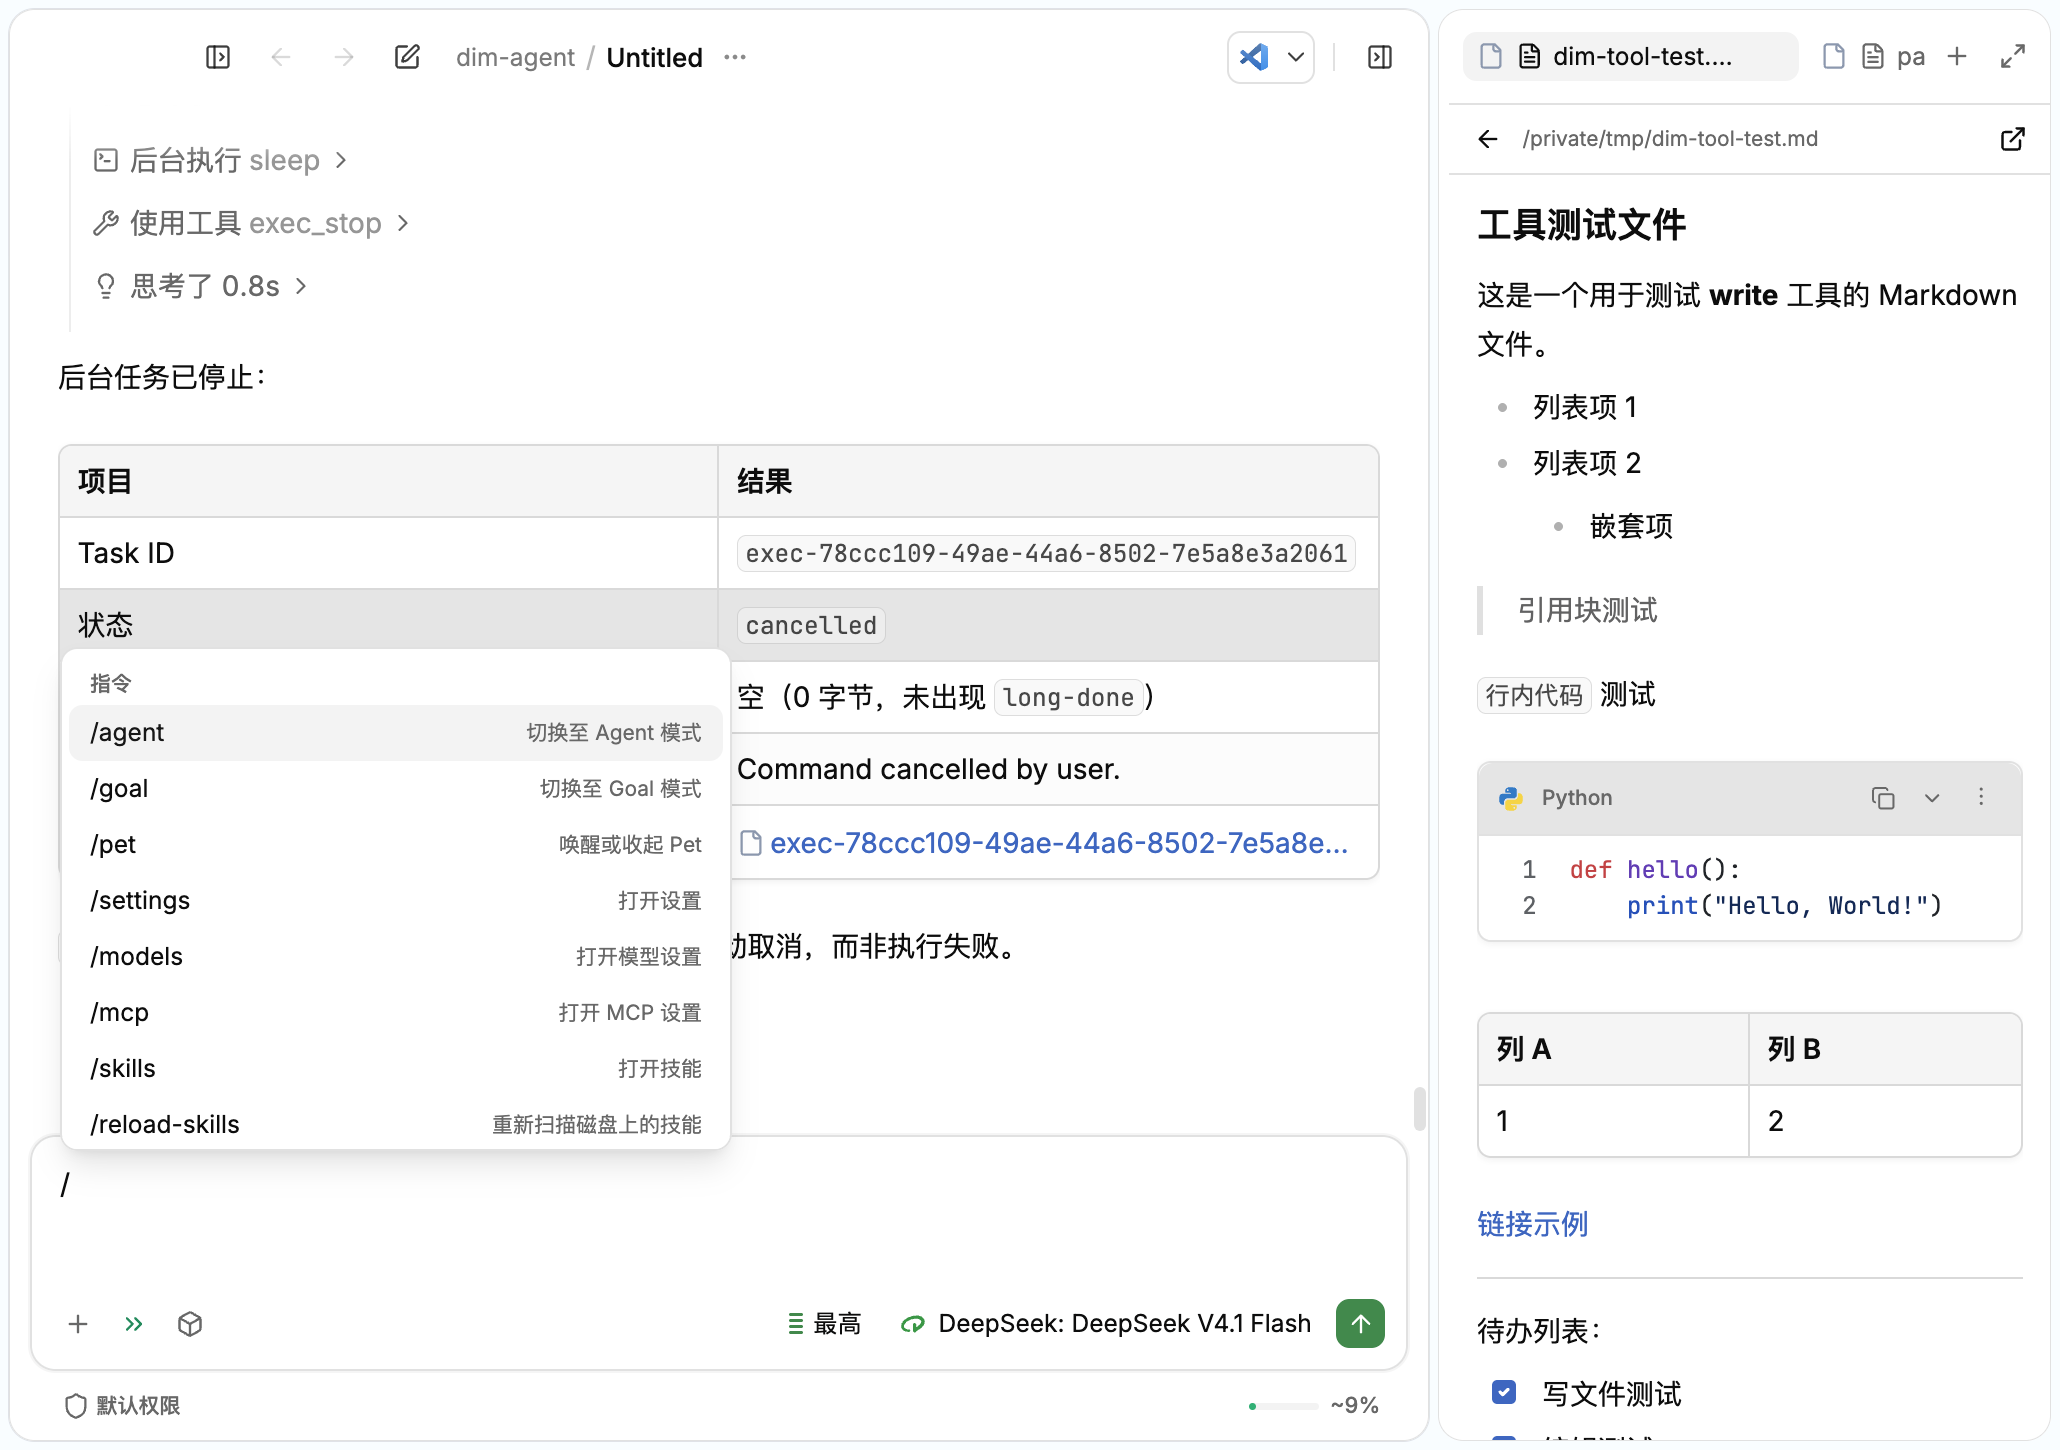 dim-agent / Untitled
后台执行 sleep
使用工具 exec_stop
思考了 0.8s
后台任务已停止：
项目 结果
Task ID exec-78ccc109-49ae-44a6-8502-7e5a8e3a2061
状态 cancelled
空（0 字节，未出现 long-done）
Command cancelled by user.
exec-78ccc109-49ae-44a6-8502-7e5a8e...
动取消，而非执行失败。
指令
/agent 切换至 Agent 模式
/goal 切换至 Goal 模式
/pet 唤醒或收起 Pet
/settings 打开设置
/models 打开模型设置
/mcp 打开 MCP 设置
/skills 打开技能
/reload-skills 重新扫描磁盘上的技能
/
最高 DeepSeek: DeepSeek V4.1 Flash
默认权限 ~9%
dim-tool-test.... pa
/private/tmp/dim-tool-test.md
工具测试文件
这是一个用于测试 write 工具的 Markdown
文件。
列表项 1
列表项 2
嵌套项
引用块测试
行内代码 测试
Python
1 def hello():
2 print("Hello, World!")
列 A 列 B
1 2
链接示例
待办列表：
写文件测试